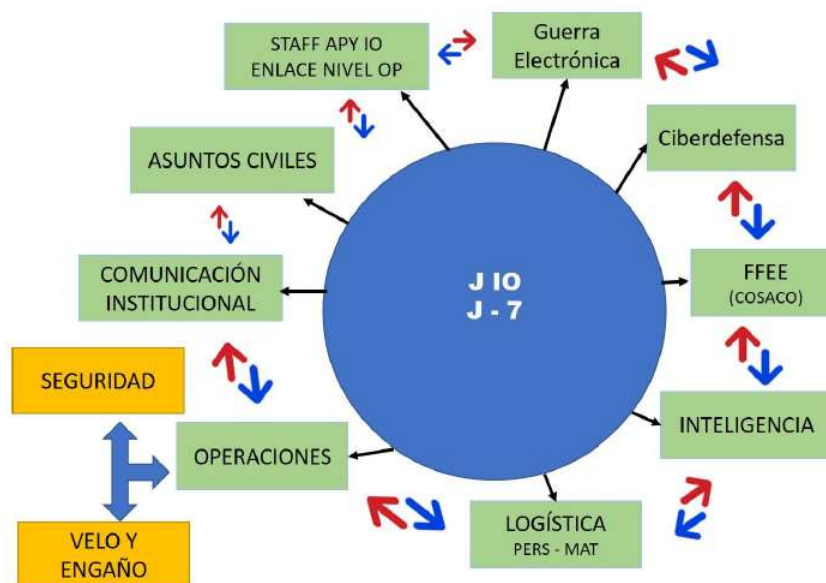 STAFF APY IO
ENLACE NIVEL OP
Guerra
Electrónica
Ciberdefensa
ASUNTOS CIVILES
COMUNICACIÓN
INSTITUCIONAL
J IO
J - 7
FFEE
(COSACO)
SEGURIDAD
OPERACIONES
INTELIGENCIA
VELO Y
ENGAÑO
LOGÍSTICA
PERS - MAT